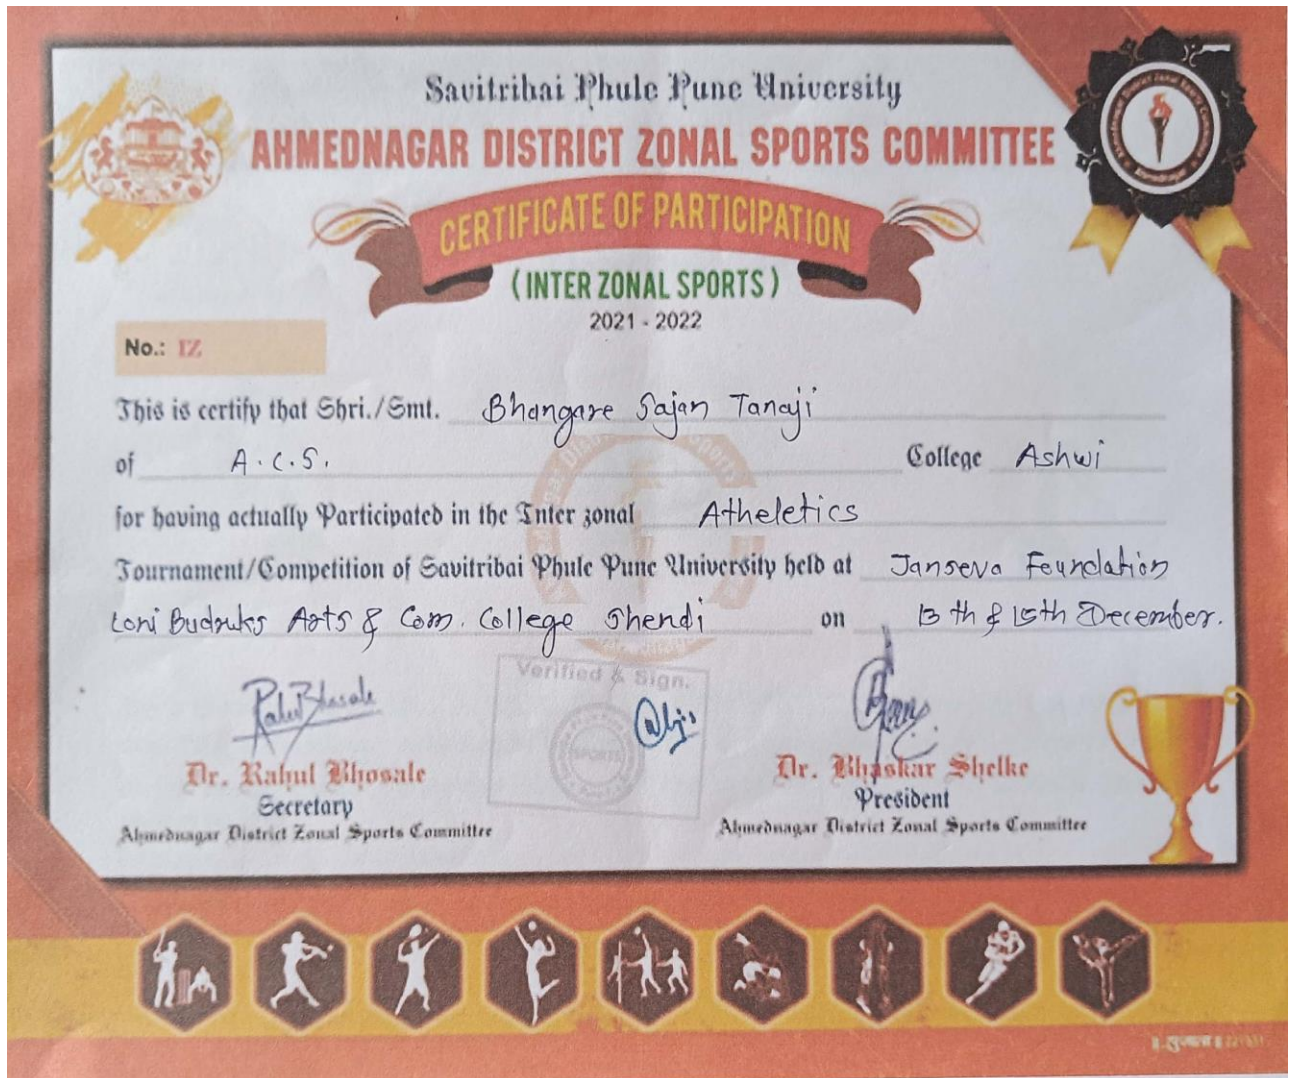 Savitribai Phule Pune University
AHMEDNAGAR DISTRICT ZONAL SPORTS COMMITTEE
CERTIFICATE OF PARTICIPATION
( INTER ZONAL SPORTS )
2021 - 2022
No.: IZ
This is certify that Shri./Smt. Bhangare Sajan Tanaji
of A.C.S. College Ashwi
for having actually Participated in the Inter zonal Atheletics
Tournament/Competition of Savitribai Phule Pune University held at Janseva Foundation
Loni Budruks Arts & Com. College Shendi on 13 th & 15th December.
Verified & Sign.
SPORTS
Dr. Rahul Bhosale
Secretary
Ahmednagar District Zonal Sports Committee
Dr. Bhaskar Shelke
President
Ahmednagar District Zonal Sports Committee